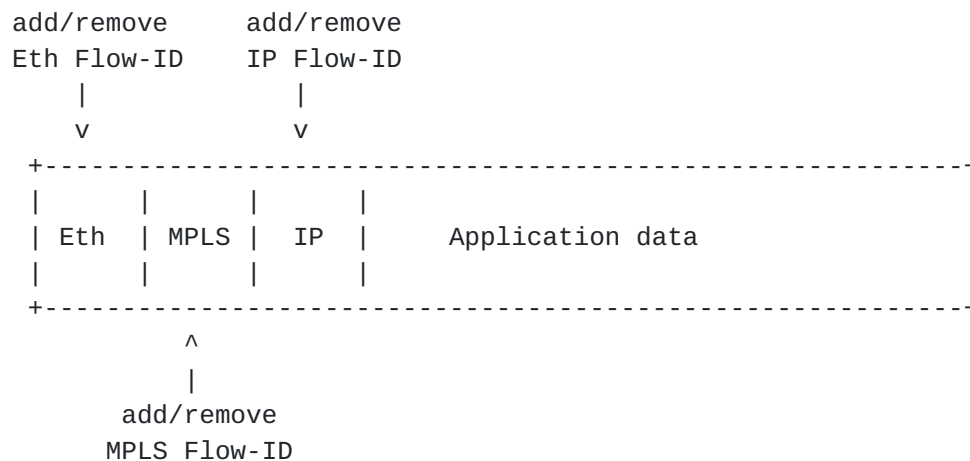 add/remove     add/remove
Eth Flow-ID    IP Flow-ID
    |             |
    v             v
 +-----------------------------------------------------------+
 |      |      |      |
 | Eth  | MPLS |  IP  |     Application data
 |      |      |      |
 +-----------------------------------------------------------+
           ^
           |
       add/remove
      MPLS Flow-ID